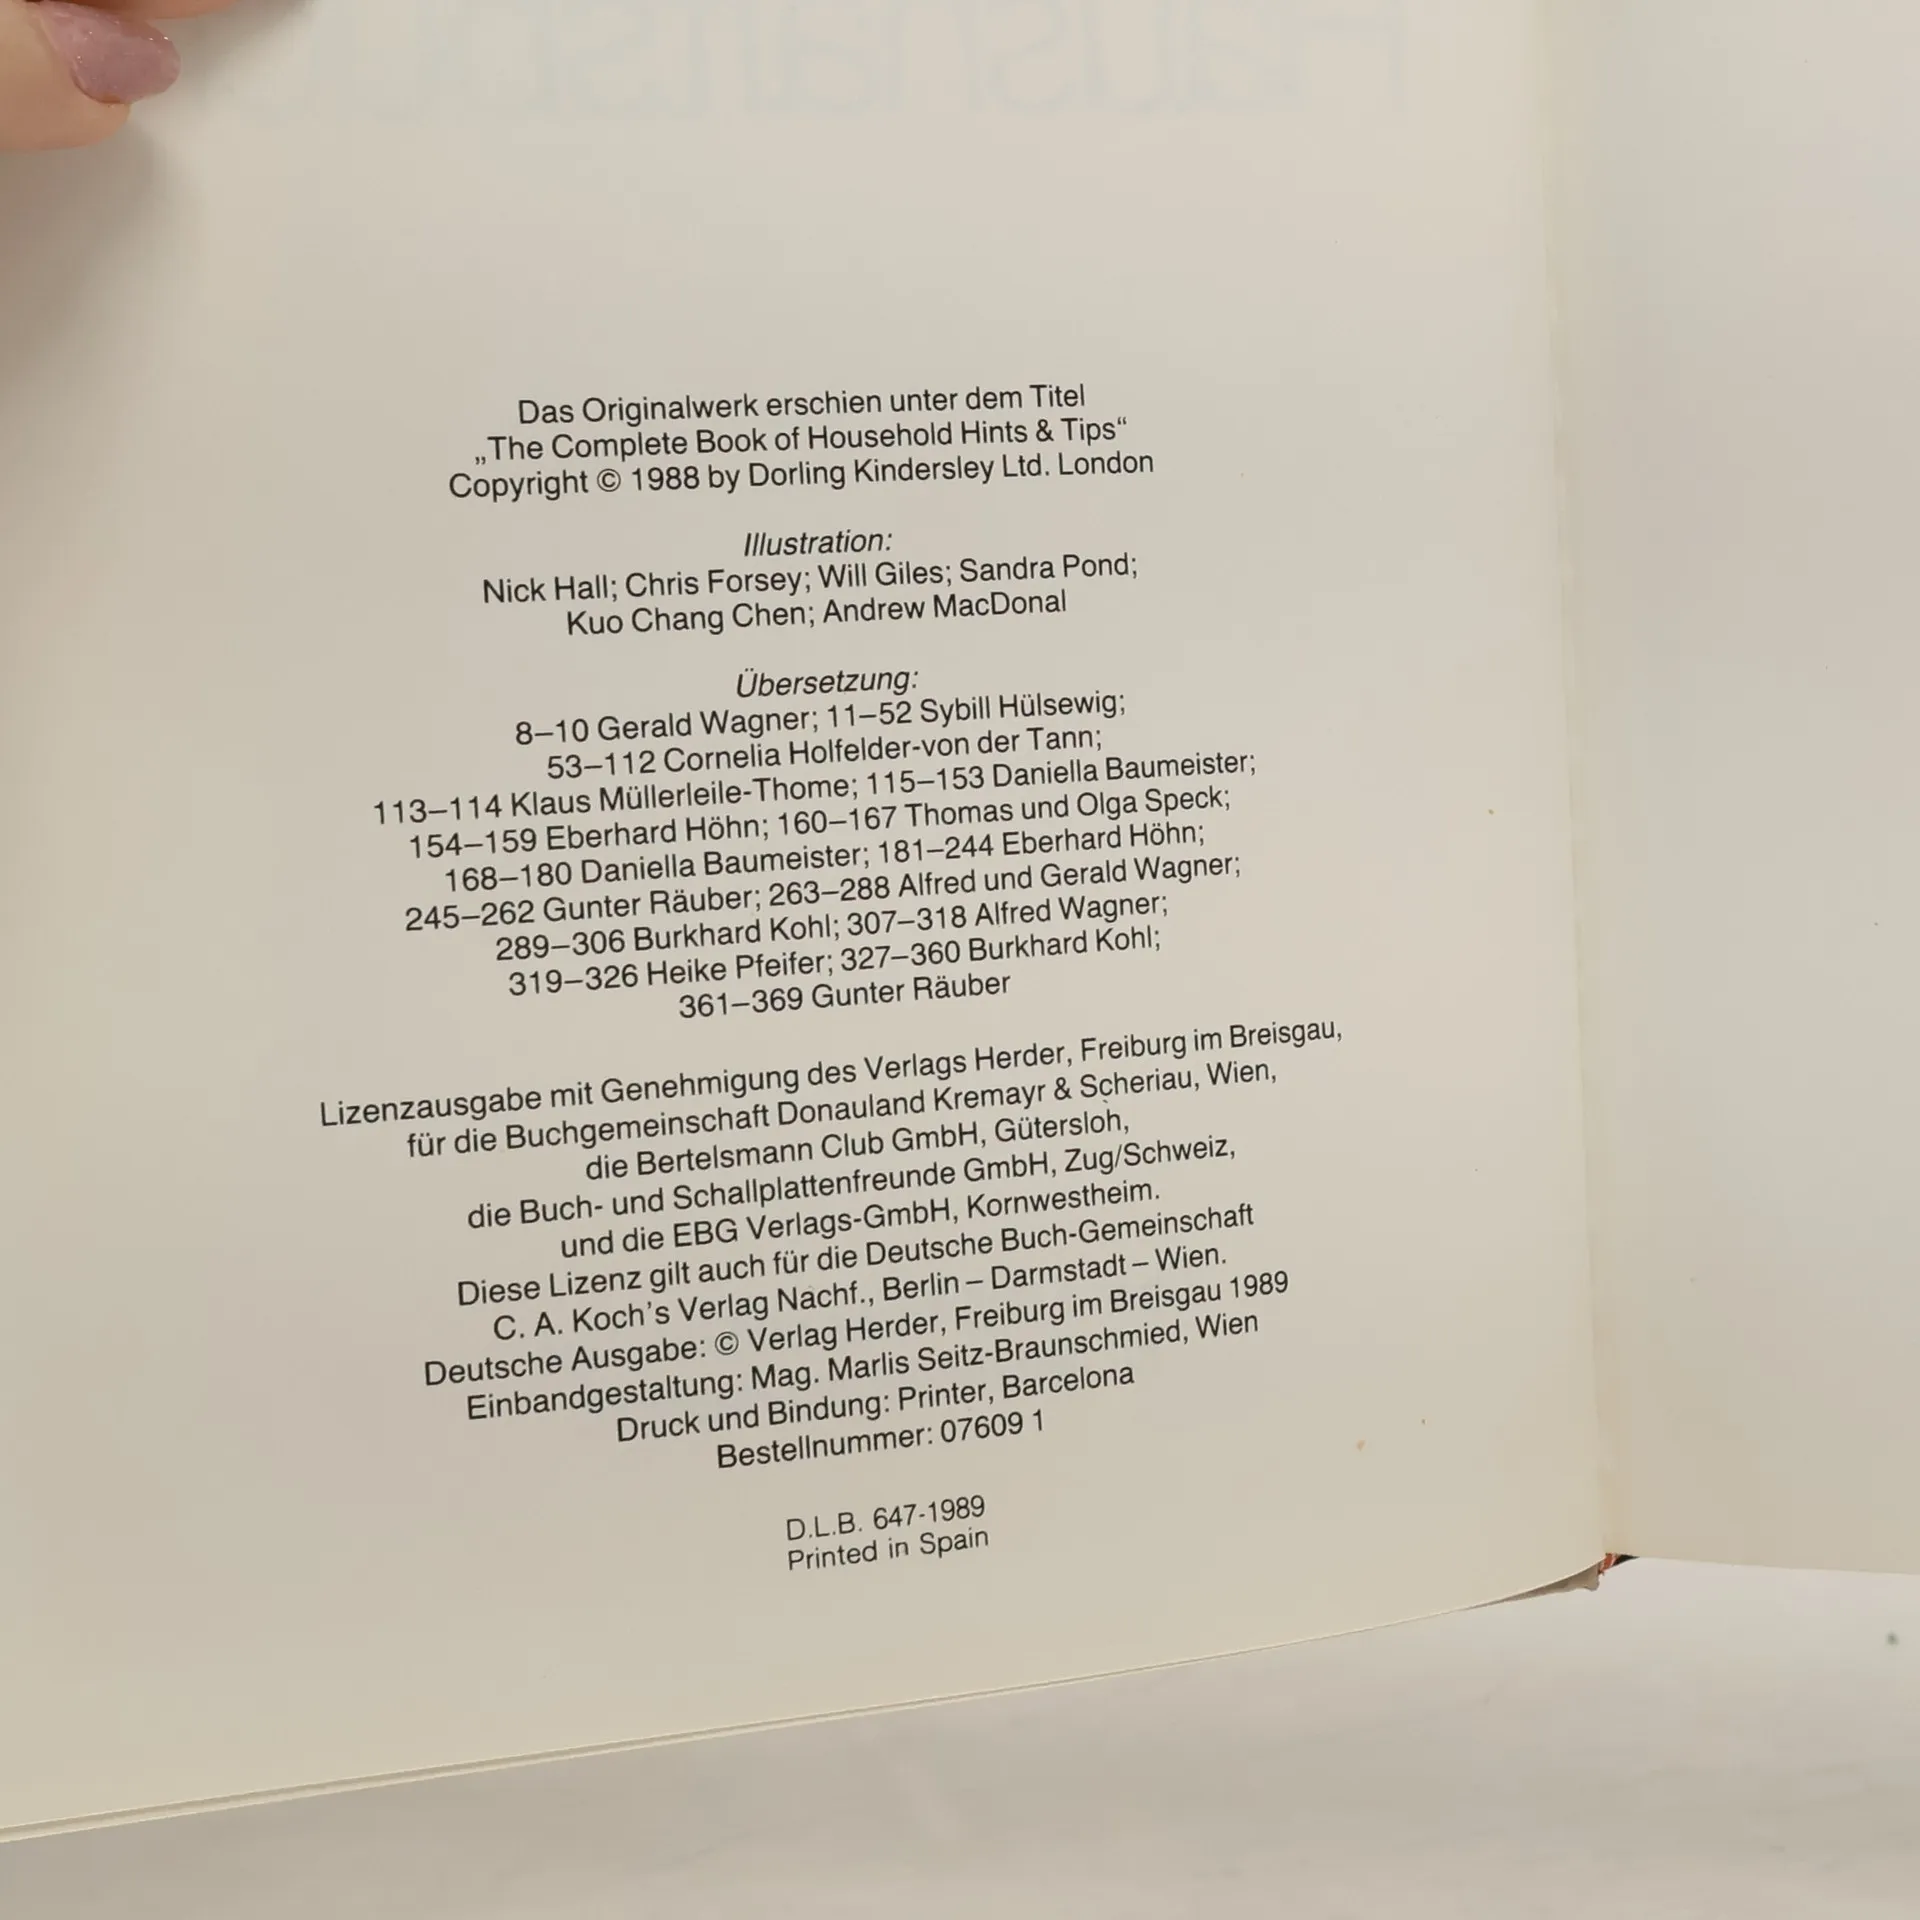 Das Originalwerk erschien unter dem Titel
„The Complete Book of Household Hints & Tips“
Copyright © 1988 by Dorling Kindersley Ltd. London
Illustration:
Nick Hall; Chris Forsey; Will Giles; Sandra Pond;
Kuo Chang Chen; Andrew MacDonal
Übersetzung:
8–10 Gerald Wagner; 11–52 Sybill Hülsewig;
53–112 Cornelia Holfelder-von der Tann;
113–114 Klaus Müllerleile-Thome; 115–153 Daniella Baumeister;
154–159 Eberhard Höhn; 160–167 Thomas und Olga Speck;
168–180 Daniella Baumeister; 181–244 Eberhard Höhn;
245–262 Gunter Räuber; 263–288 Alfred und Gerald Wagner;
289–306 Burkhard Kohl; 307–318 Alfred Wagner;
319–326 Heike Pfeifer; 327–360 Burkhard Kohl;
361–369 Gunter Räuber
Lizenzausgabe mit Genehmigung des Verlags Herder, Freiburg im Breisgau,
für die Buchgemeinschaft Donauland Kremayr & Scheriau, Wien,
die Bertelsmann Club GmbH, Gütersloh,
die Buch- und Schallplattenfreunde GmbH, Zug/Schweiz,
und die EBG Verlags-GmbH, Kornwestheim.
Diese Lizenz gilt auch für die Deutsche Buch-Gemeinschaft
C. A. Koch’s Verlag Nachf., Berlin – Darmstadt – Wien.
Deutsche Ausgabe: © Verlag Herder, Freiburg im Breisgau 1989
Einbandgestaltung: Mag. Marlis Seitz-Braunschmied, Wien
Druck und Bindung: Printer, Barcelona
Bestellnummer: 07609 1
D.L.B. 647-1989
Printed in Spain